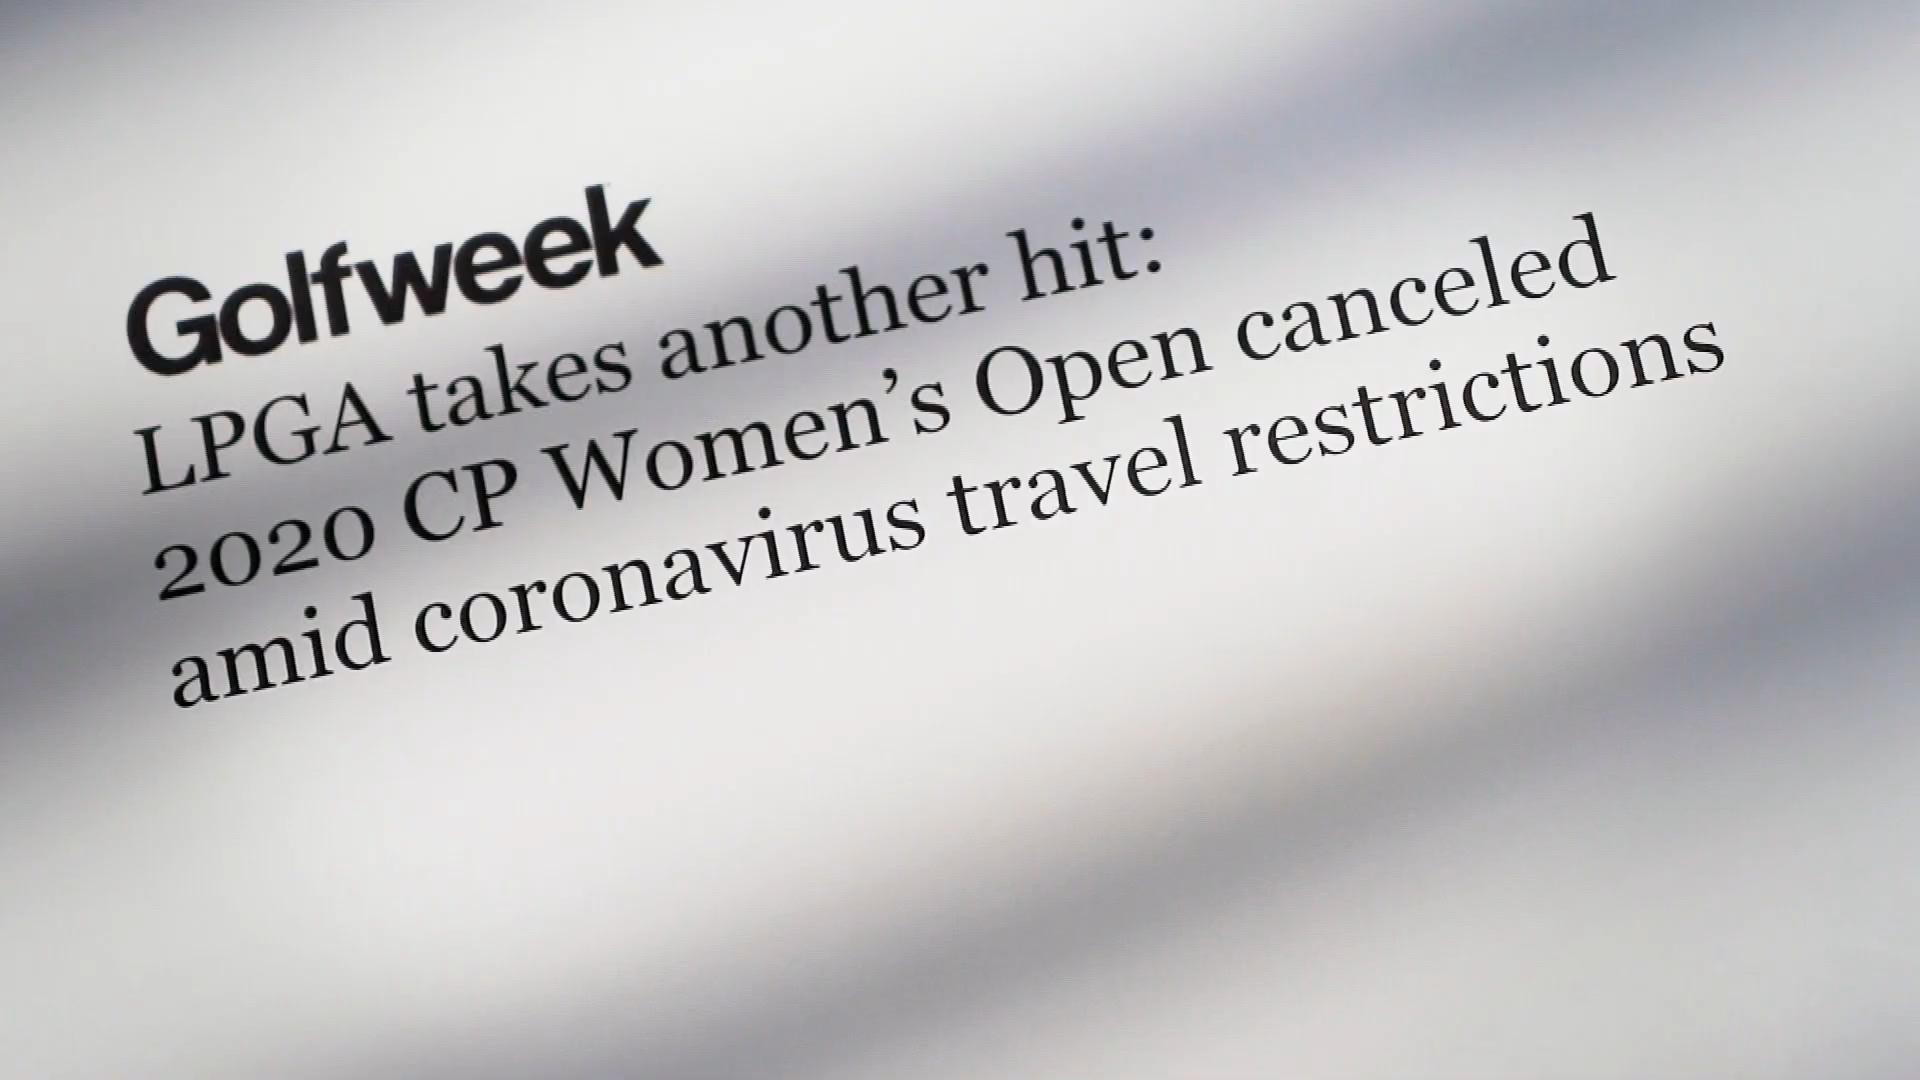 Golfweek
LPGA takes another hit:
2020 CP Women’s Open canceled
amid coronavirus travel restrictions